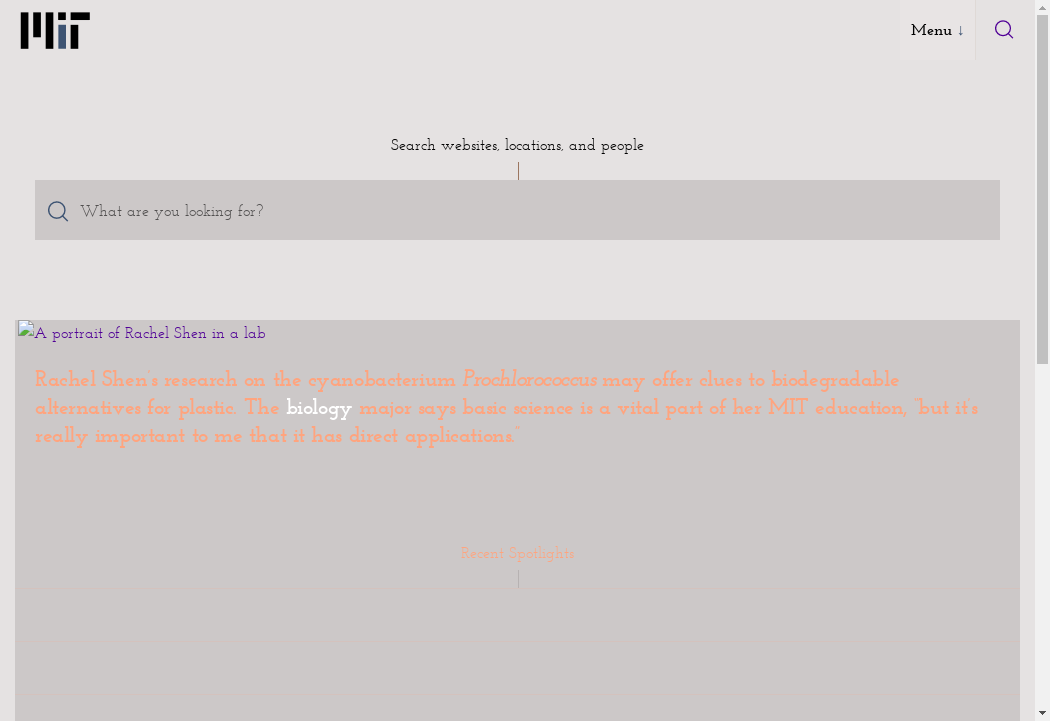 MIT
Menu ↓
Search websites, locations, and people
What are you looking for?
A portrait of Rachel Shen in a lab
Rachel Shen's research on the cyanobacterium Prochlorococcus may offer clues to biodegradable
alternatives for plastic. The biology major says basic science is a vital part of her MIT education, “but it's
really important to me that it has direct applications.”
Recent Spotlights